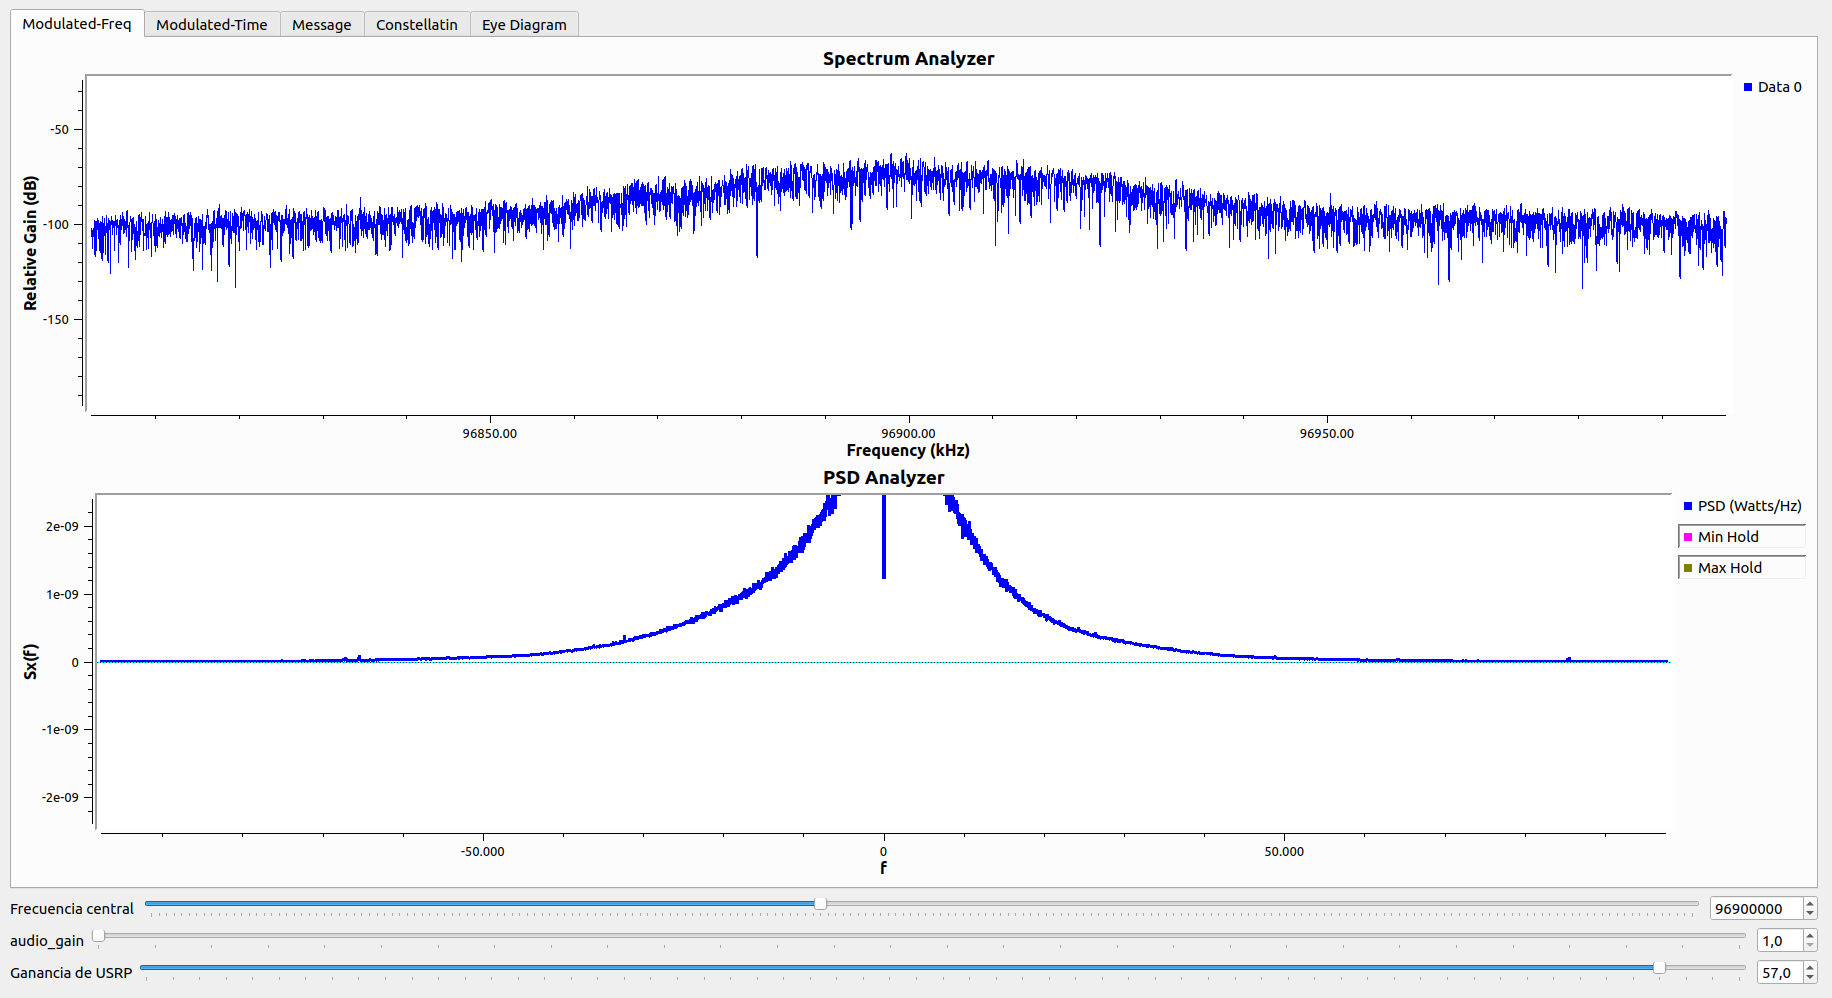 Modulated-Freq Modulated-Time Message Constellatin Eye Diagram
Spectrum Analyzer
Data 0
-50
-100
-150
Relative Gain (dB)
96850.00 96900.00 96950.00
Frequency (kHz)
PSD Analyzer
PSD (Watts/Hz)
Min Hold
Max Hold
2e-09
1e-09
0
-1e-09
-2e-09
Sx(f)
-50.000 0 50.000
f
Frecuencia central 96900000
audio_gain 1,0
Ganancia de USRP 57,0